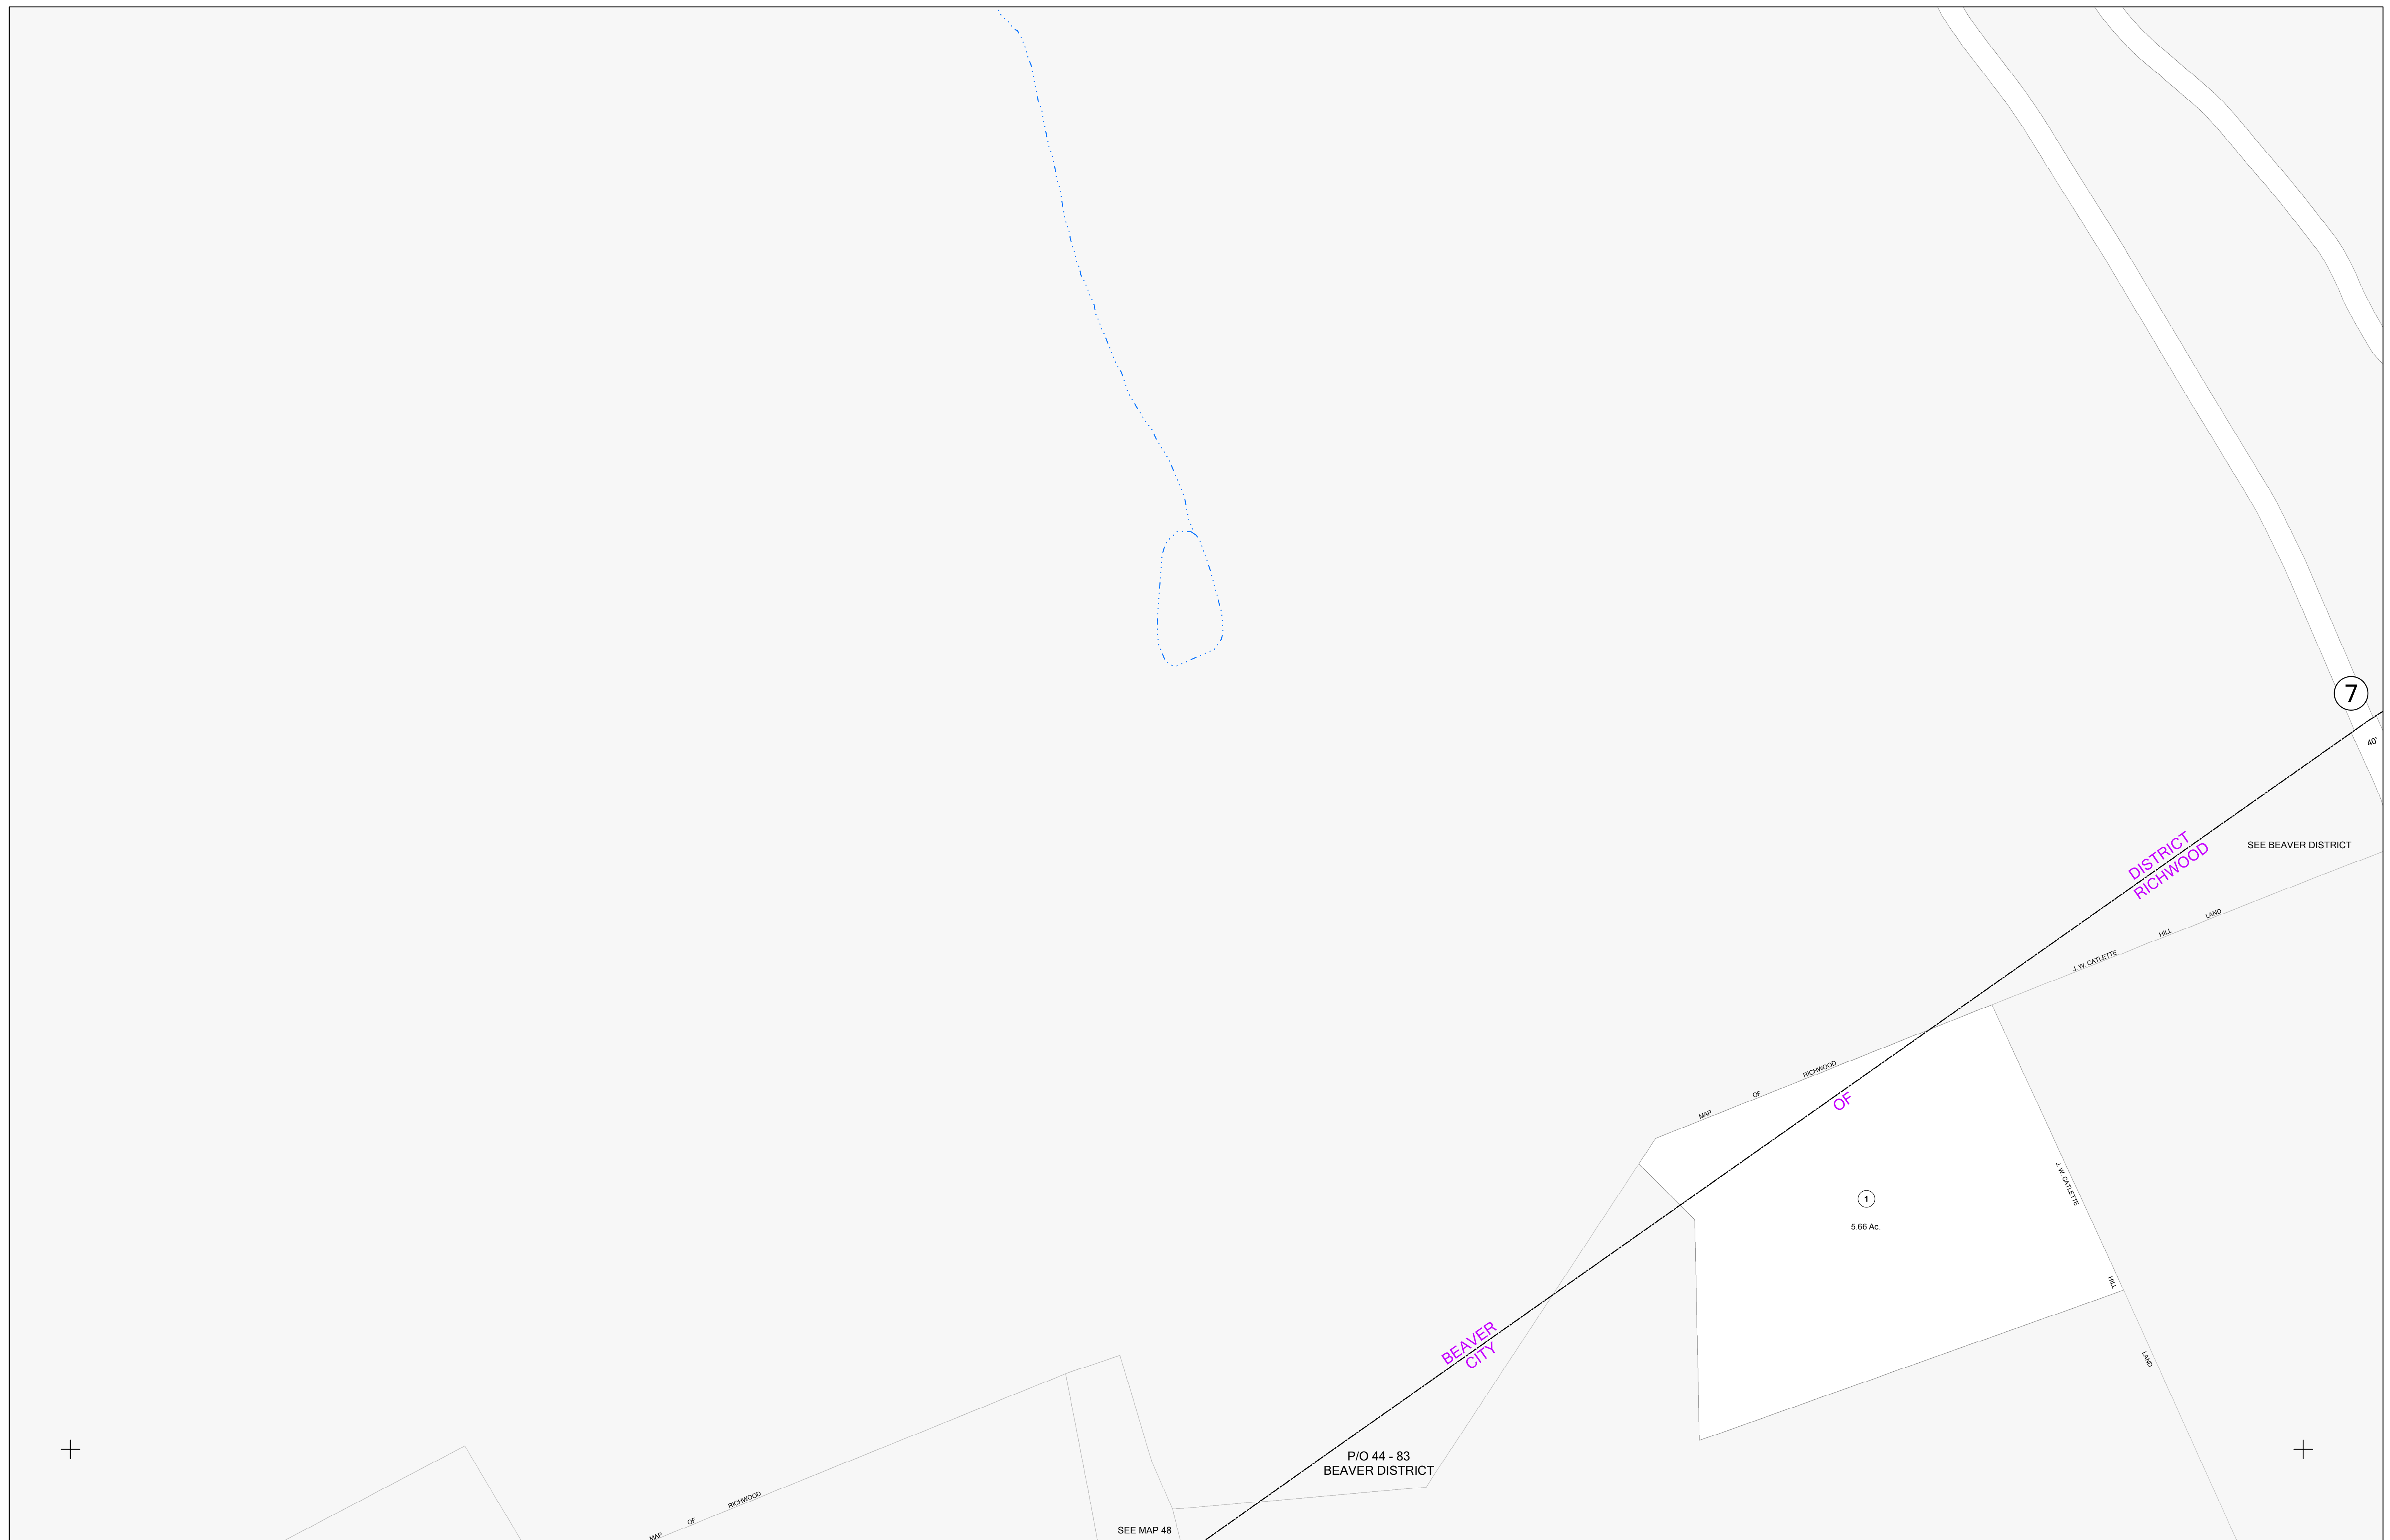 7
40'
SEE BEAVER DISTRICT
DISTRICT
RICHWOOD
J. W. CATLETTE HILL LAND
MAP OF RICHWOOD
OF
1
5.66 Ac.
J. W. CATLETTE HILL LAND
BEAVER
CITY
P/O 44 - 83
BEAVER DISTRICT
MAP OF RICHWOOD
SEE MAP 48